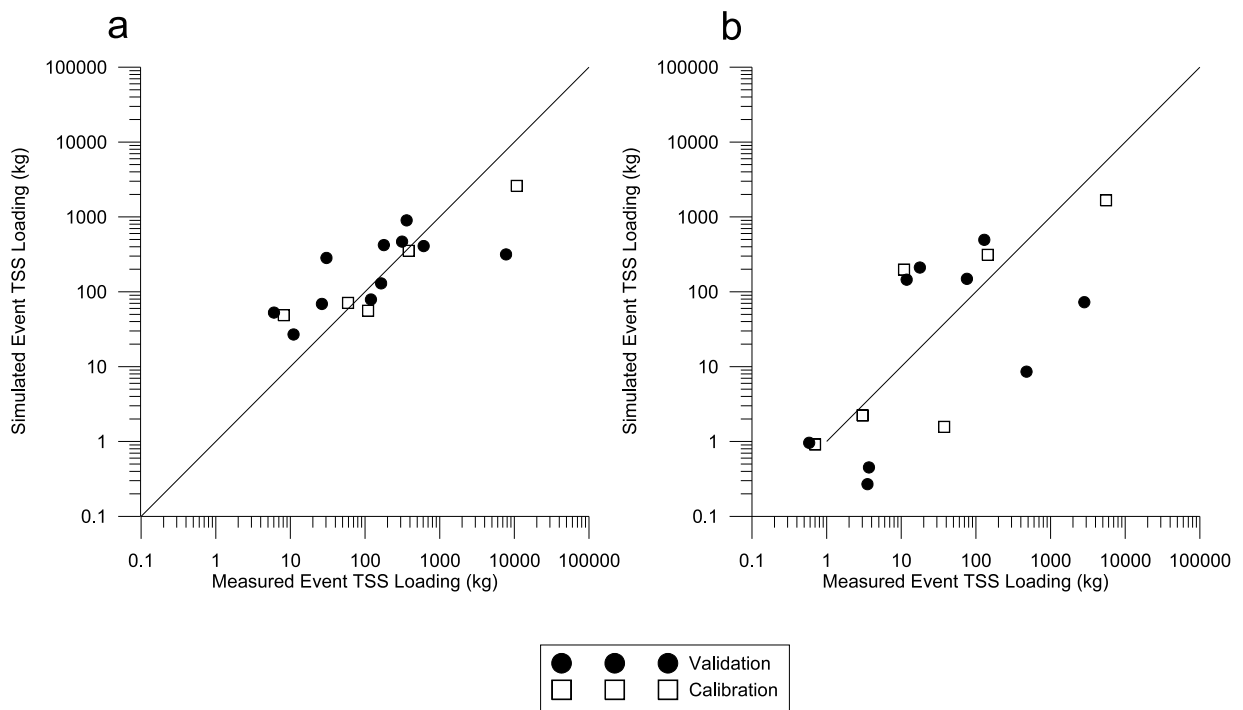 a
100000
10000
1000
100
10
1
0.1
Simulated Event TSS Loading (kg)
0.1 1 10 100 1000 10000 100000
Measured Event TSS Loading (kg)
b
100000
10000
1000
100
10
1
0.1
Simulated Event TSS Loading (kg)
0.1 1 10 100 1000 10000 100000
Measured Event TSS Loading (kg)
Validation
Calibration